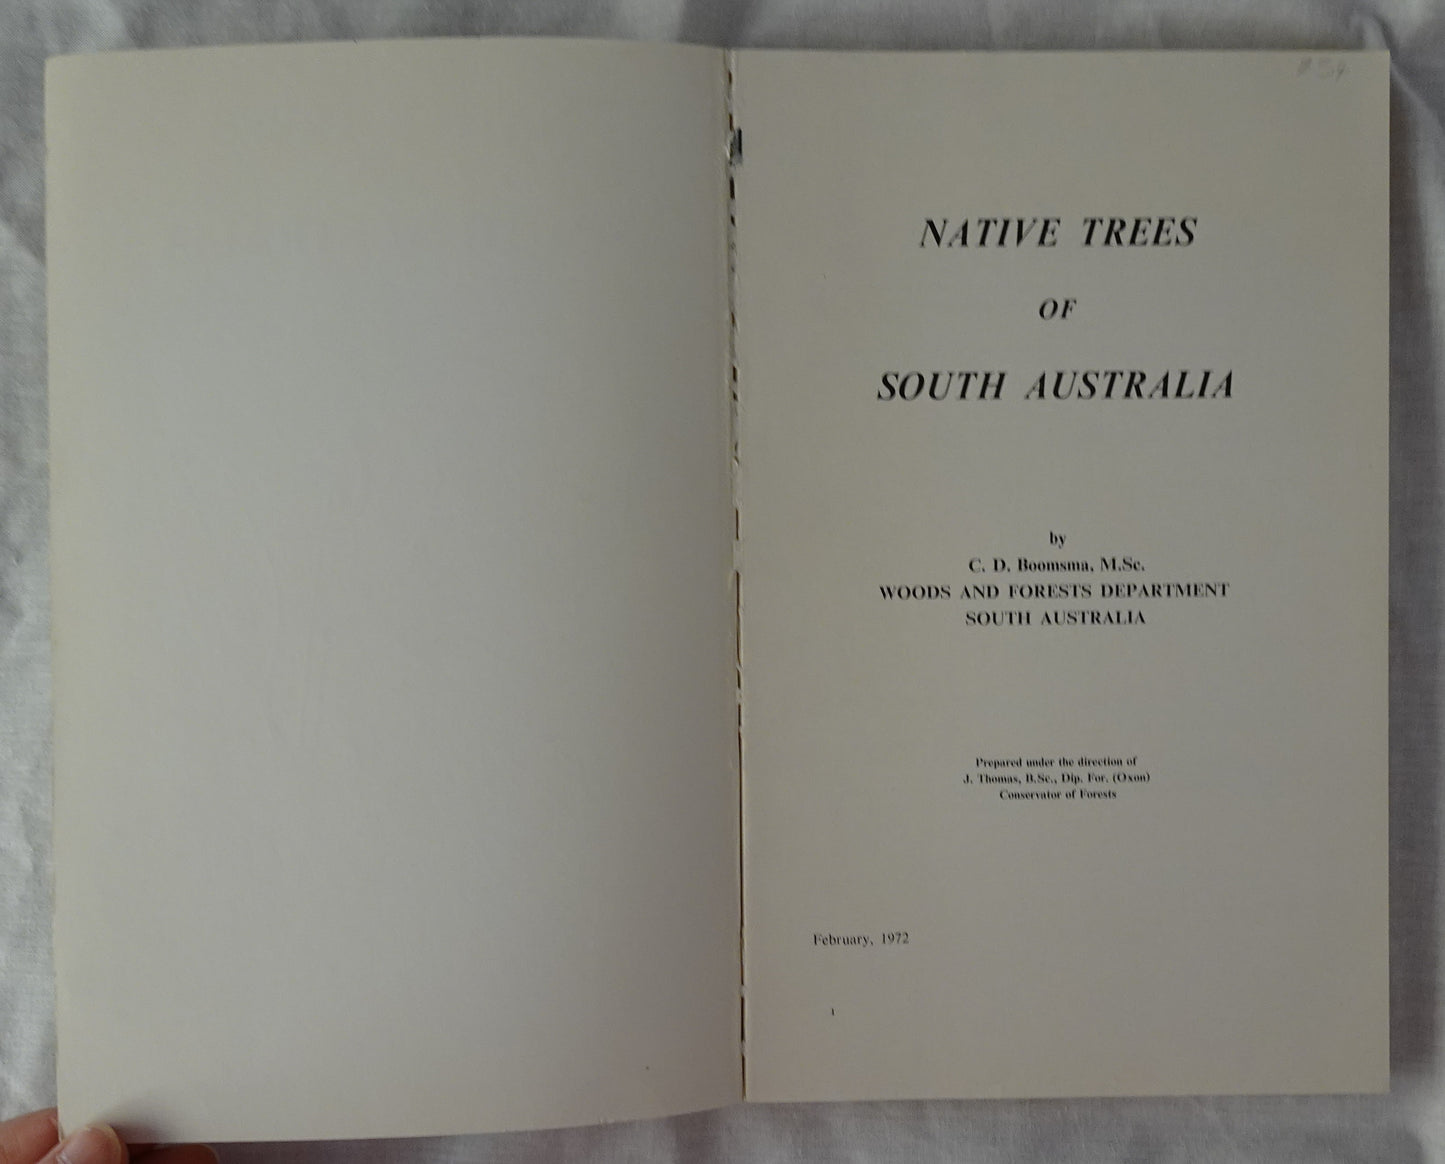 NATIVE TREES
OF
SOUTH AUSTRALIA
by
C. D. Boomsma, M.Sc.
WOODS AND FORESTS DEPARTMENT
SOUTH AUSTRALIA
Prepared under the direction of
J. Thomas, B.Sc., Dip. For. (Oxon)
Conservator of Forests
February, 1972
1